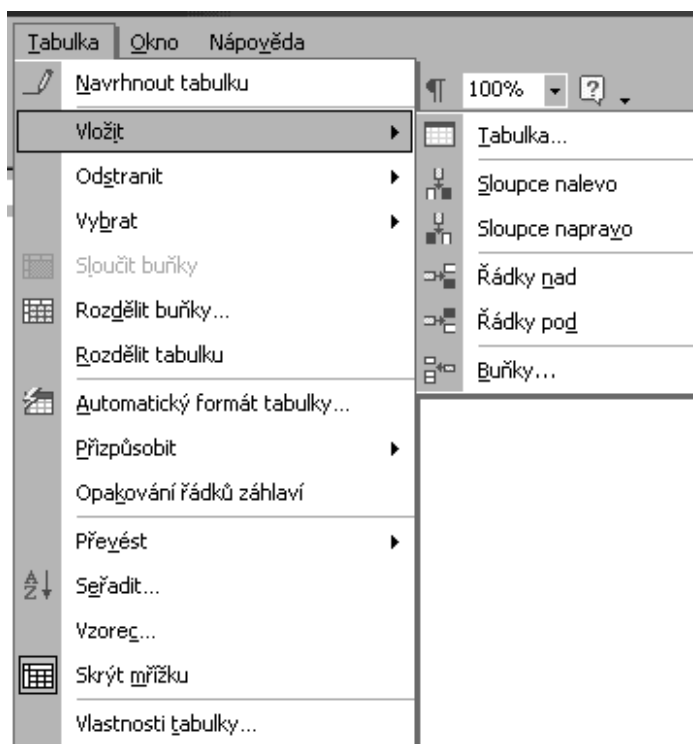 Tabulka Okno Nápověda
Navrhnout tabulku
Vložit
Odstranit
Vybrat
Sloučit buňky
Rozdělit buňky...
Rozdělit tabulku
Automatický formát tabulky...
Přizpůsobit
Opakování řádků záhlaví
Převést
Seřadit...
Vzorec...
Skrýt mřížku
Vlastnosti tabulky...
¶ 100% ?
Tabulka...
Sloupce nalevo
Sloupce napravo
Řádky nad
Řádky pod
Buňky...